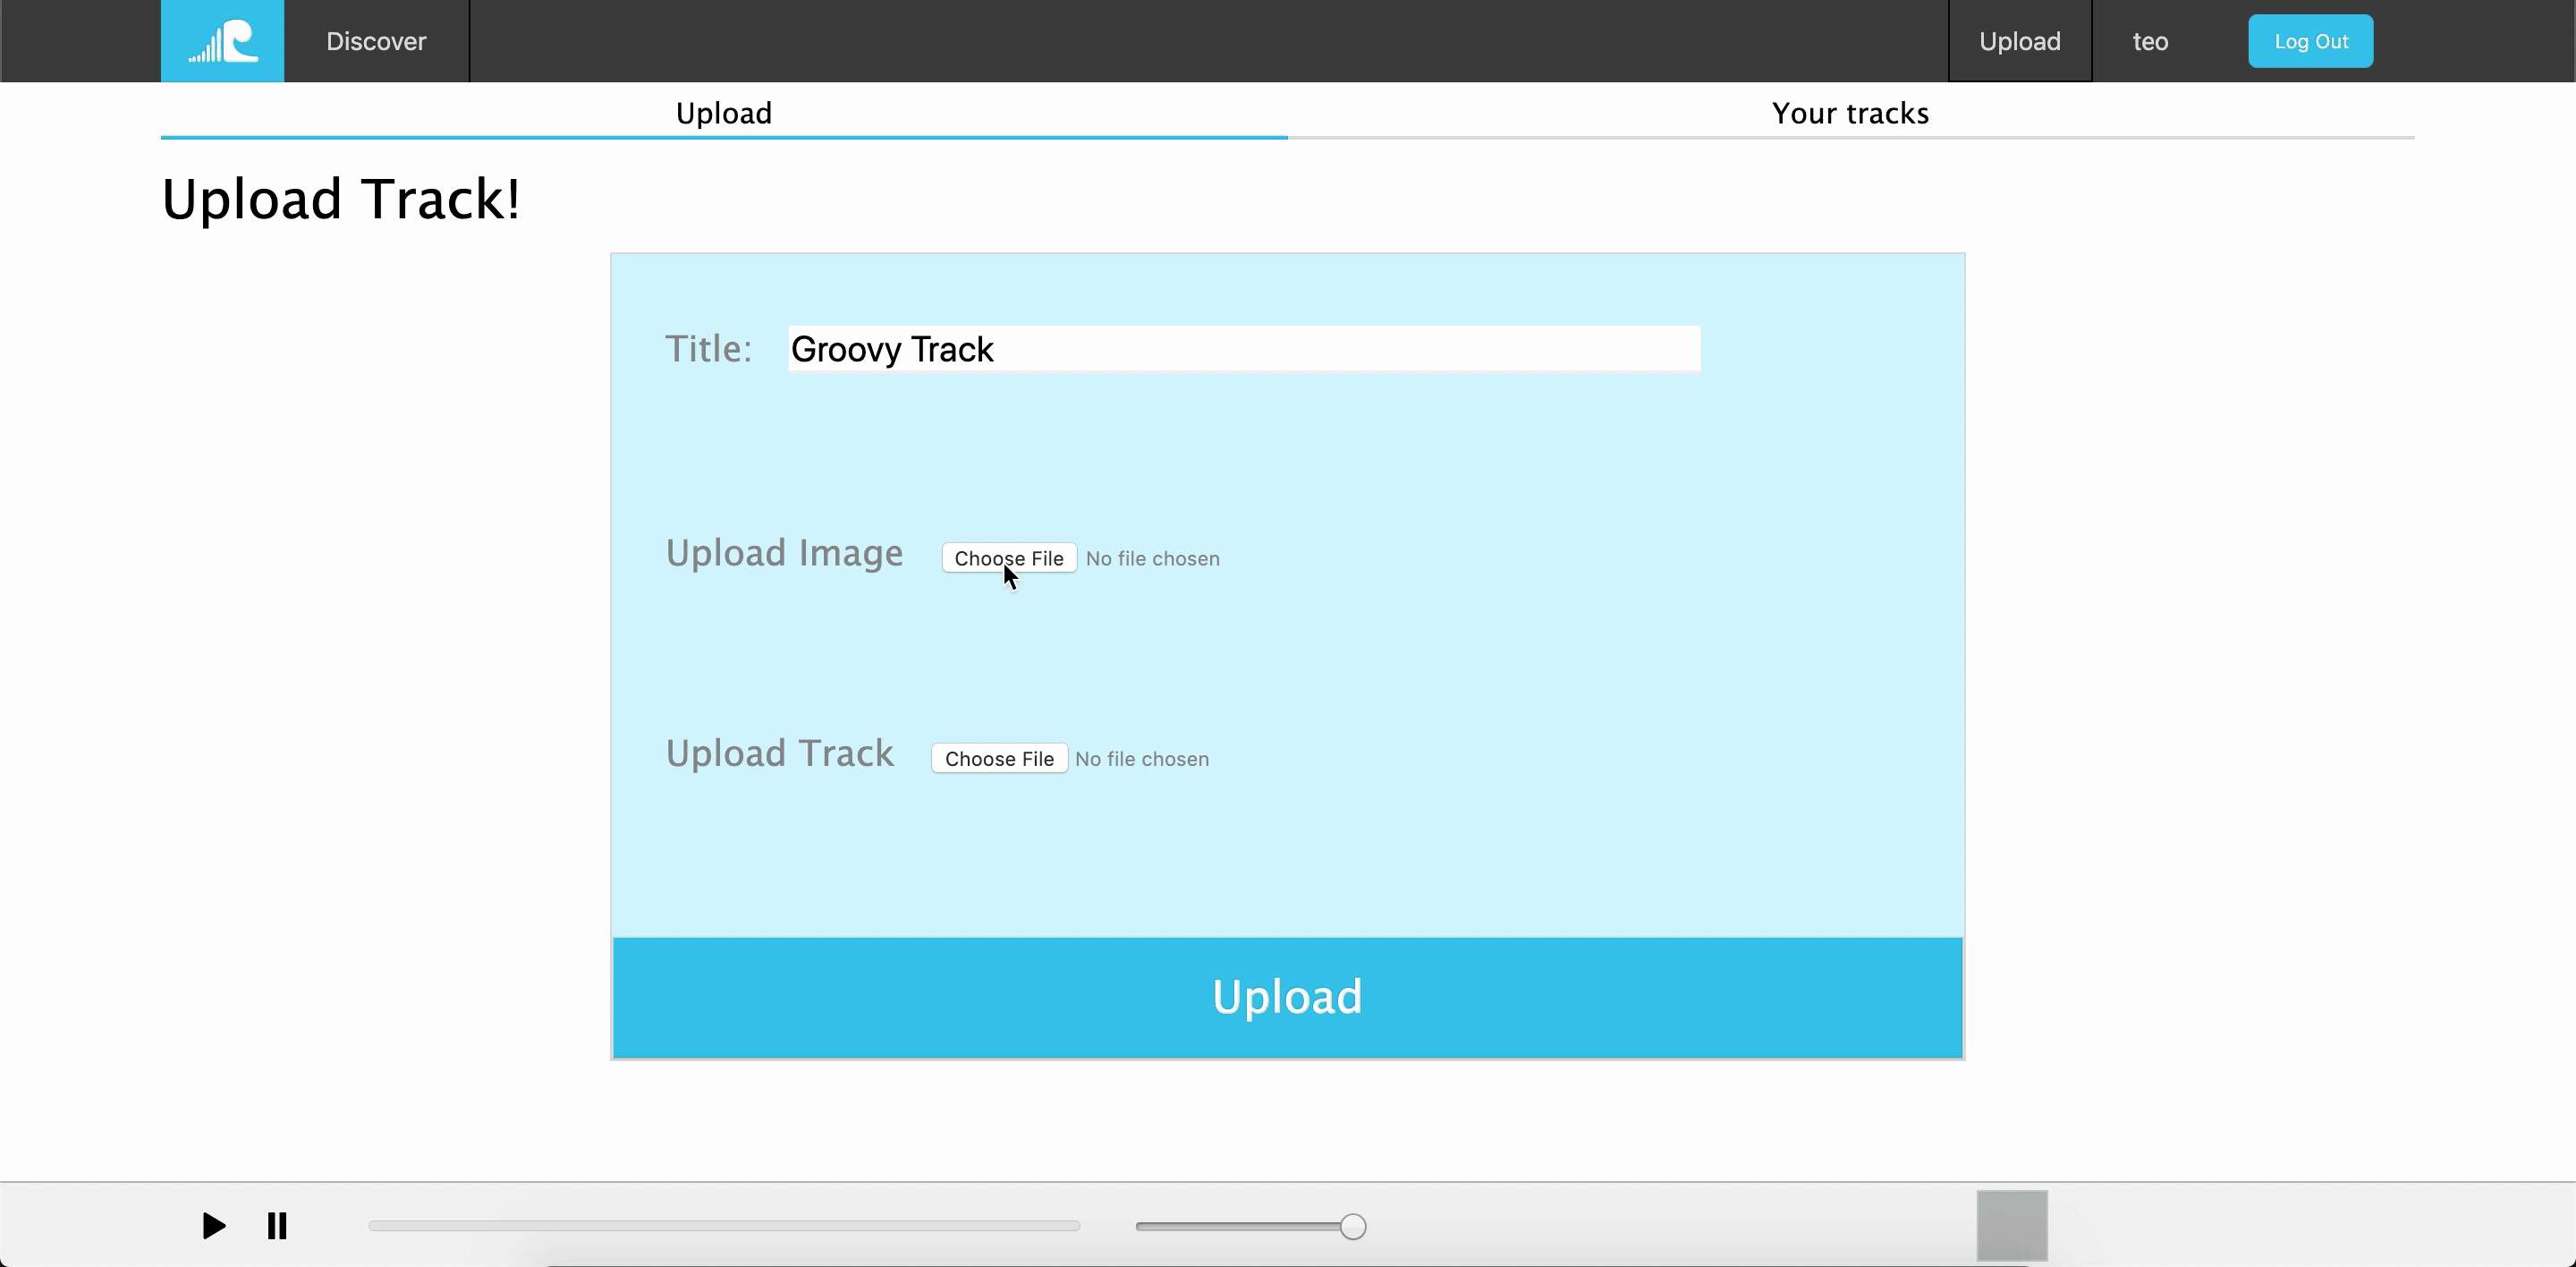 Discover
Upload
teo
Log Out
Upload
Your tracks
Upload Track!
Title: Groovy Track
Upload Image Choose File No file chosen
Upload Track Choose File No file chosen
Upload